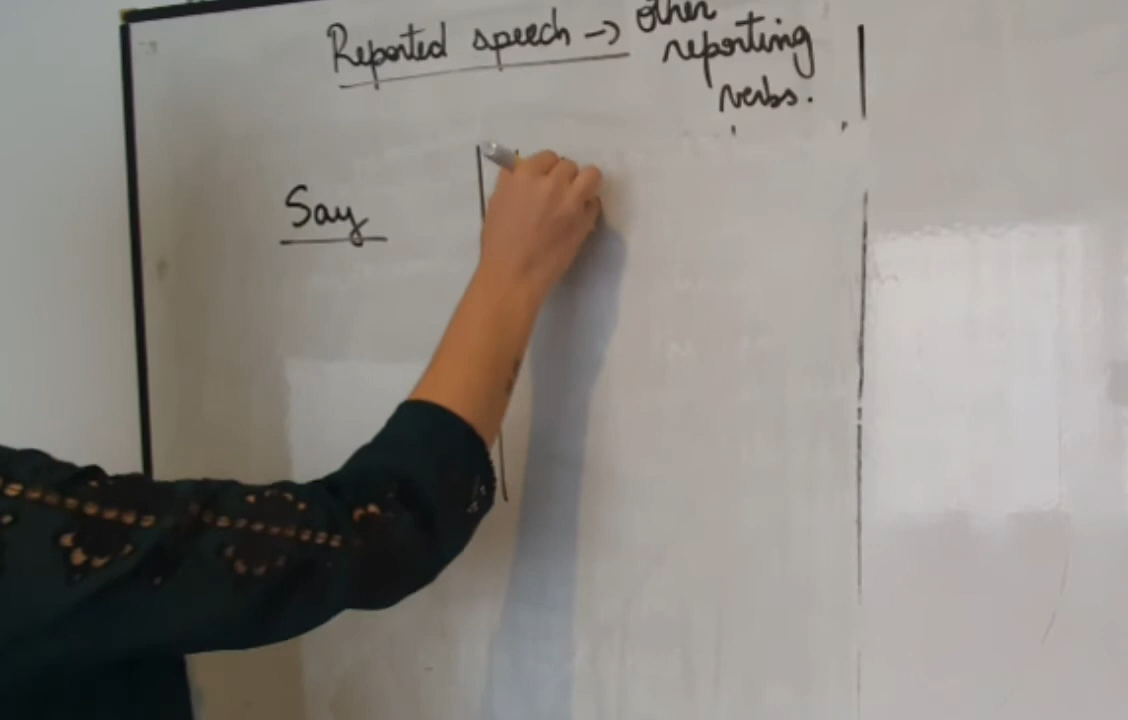 Reported speech → other
reporting
verbs.
Say